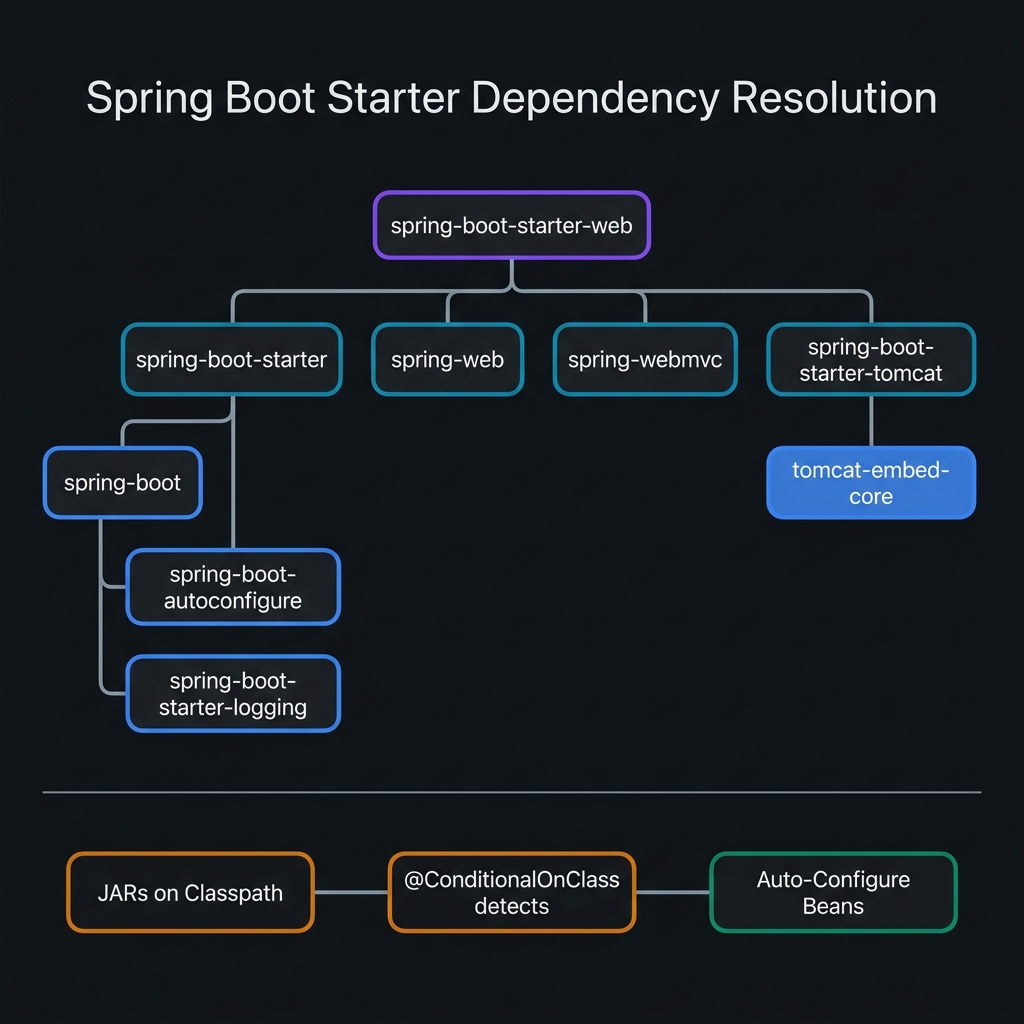 Spring Boot Starter Dependency Resolution
spring-boot-starter-web
spring-boot-starter
spring-web
spring-webmvc
spring-boot-
starter-tomcat
spring-boot
tomcat-embed-
core
spring-boot-
autoconfigure
spring-boot-
starter-logging
JARs on Classpath
@ConditionalOnClass
detects
Auto-Configure
Beans